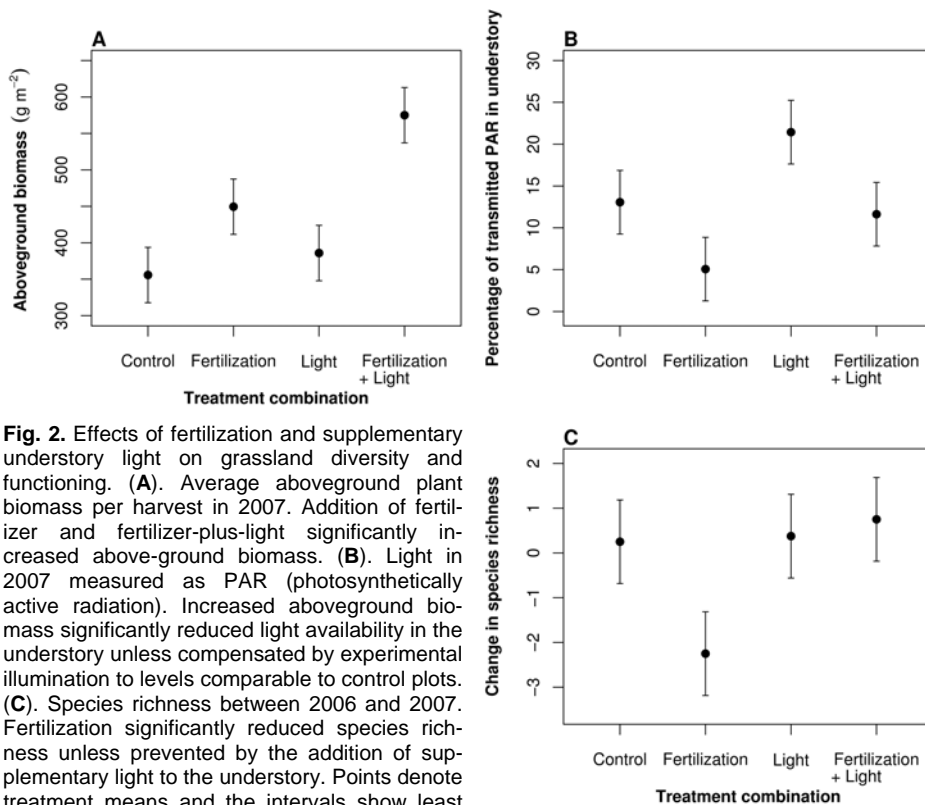 A
Aboveground biomass (g m⁻²)
600
500
400
300
Control Fertilization Light Fertilization
+ Light
Treatment combination
B
Percentage of transmitted PAR in understory
30
25
20
15
10
5
0
Control Fertilization Light Fertilization
+ Light
Fig. 2. Effects of fertilization and supplementary
understory light on grassland diversity and
functioning. (A). Average aboveground plant
biomass per harvest in 2007. Addition of fertil-
izer and fertilizer-plus-light significantly in-
creased above-ground biomass. (B). Light in
2007 measured as PAR (photosynthetically
active radiation). Increased aboveground bio-
mass significantly reduced light availability in the
understory unless compensated by experimental
illumination to levels comparable to control plots.
(C). Species richness between 2006 and 2007.
Fertilization significantly reduced species rich-
ness unless prevented by the addition of sup-
plementary light to the understory. Points denote
treatment means and the intervals show least
C
Change in species richness
2
1
0
−1
−2
−3
Control Fertilization Light Fertilization
+ Light
Treatment combination